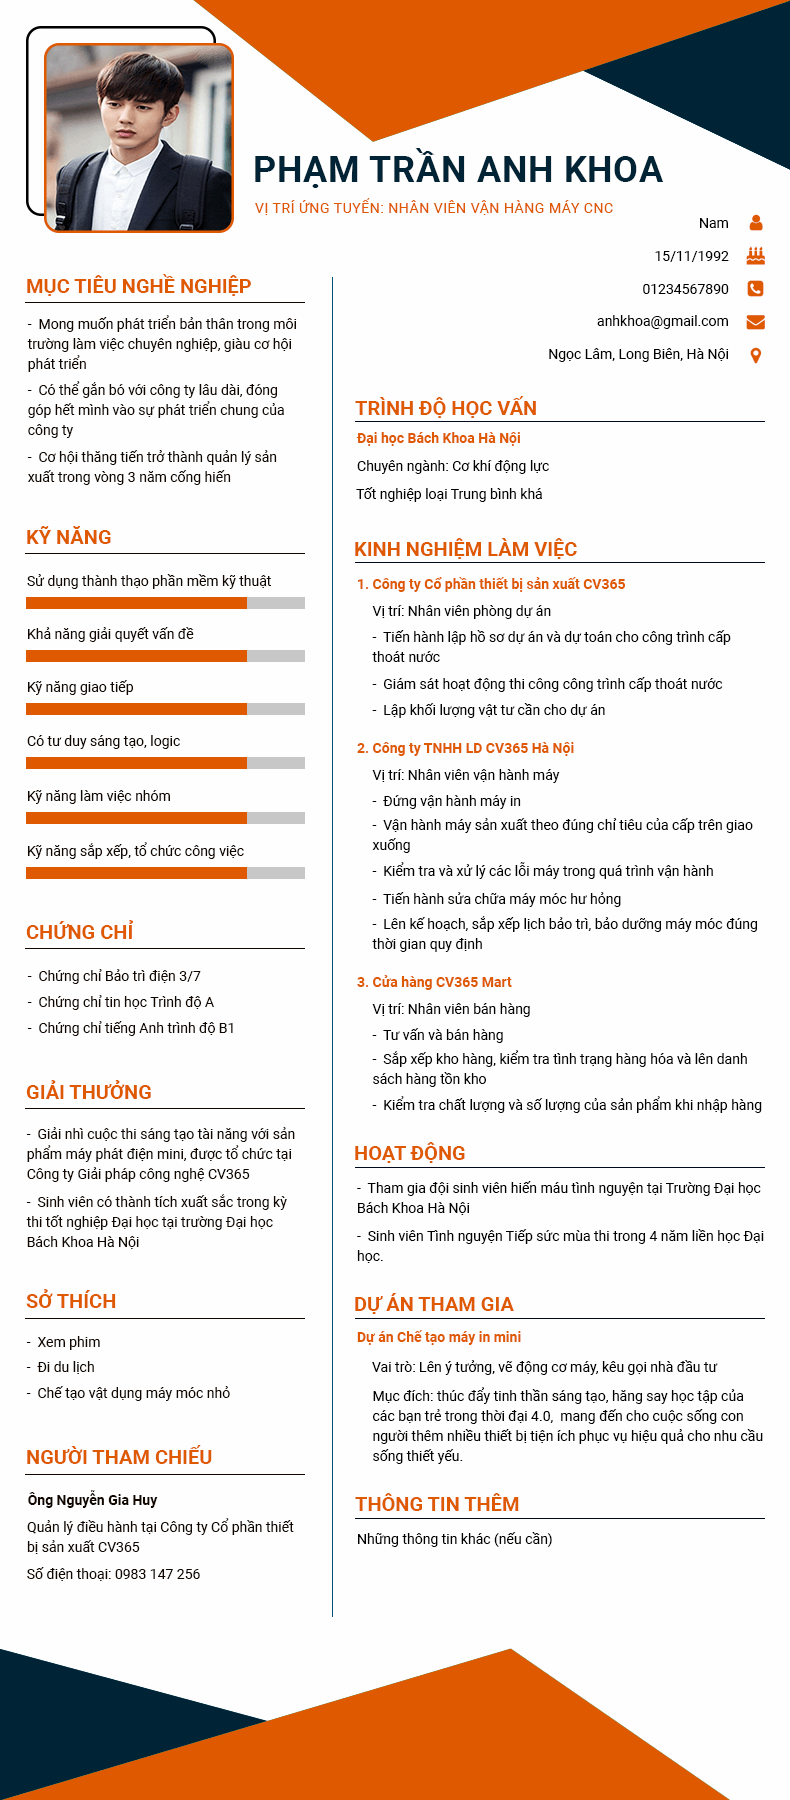 PHẠM TRẦN ANH KHOA
VỊ TRÍ ỨNG TUYỂN: NHÂN VIÊN VẬN HÀNG MÁY CNC
Nam
15/11/1992
01234567890
anhkhoa@gmail.com
Ngọc Lâm, Long Biên, Hà Nội
MỤC TIÊU NGHỀ NGHIỆP
- Mong muốn phát triển bản thân trong môi
trường làm việc chuyên nghiệp, giàu cơ hội
phát triển
- Có thể gắn bó với công ty lâu dài, đóng
góp hết mình vào sự phát triển chung của
công ty
- Cơ hội thăng tiến trở thành quản lý sản
xuất trong vòng 3 năm cống hiến
KỸ NĂNG
Sử dụng thành thạo phần mềm kỹ thuật
Khả năng giải quyết vấn đề
Kỹ năng giao tiếp
Có tư duy sáng tạo, logic
Kỹ năng làm việc nhóm
Kỹ năng sắp xếp, tổ chức công việc
CHỨNG CHỈ
- Chứng chỉ Bảo trì điện 3/7
- Chứng chỉ tin học Trình độ A
- Chứng chỉ tiếng Anh trình độ B1
GIẢI THƯỞNG
- Giải nhì cuộc thi sáng tạo tài năng với sản
phẩm máy phát điện mini, được tổ chức tại
Công ty Giải pháp công nghệ CV365
- Sinh viên có thành tích xuất sắc trong kỳ
thi tốt nghiệp Đại học tại trường Đại học
Bách Khoa Hà Nội
SỞ THÍCH
- Xem phim
- Đi du lịch
- Chế tạo vật dụng máy móc nhỏ
NGƯỜI THAM CHIẾU
Ông Nguyễn Gia Huy
Quản lý điều hành tại Công ty Cổ phần thiết
bị sản xuất CV365
Số điện thoại: 0983 147 256
TRÌNH ĐỘ HỌC VẤN
Đại học Bách Khoa Hà Nội
Chuyên ngành: Cơ khí động lực
Tốt nghiệp loại Trung bình khá
KINH NGHIỆM LÀM VIỆC
1. Công ty Cổ phần thiết bị sản xuất CV365
Vị trí: Nhân viên phòng dự án
- Tiến hành lập hồ sơ dự án và dự toán cho công trình cấp
thoát nước
- Giám sát hoạt động thi công công trình cấp thoát nước
- Lập khối lượng vật tư cần cho dự án
2. Công ty TNHH LD CV365 Hà Nội
Vị trí: Nhân viên vận hành máy
- Đứng vận hành máy in
- Vận hành máy sản xuất theo đúng chỉ tiêu của cấp trên giao
xuống
- Kiểm tra và xử lý các lỗi máy trong quá trình vận hành
- Tiến hành sửa chữa máy móc hư hỏng
- Lên kế hoạch, sắp xếp lịch bảo trì, bảo dưỡng máy móc đúng
thời gian quy định
3. Cửa hàng CV365 Mart
Vị trí: Nhân viên bán hàng
- Tư vấn và bán hàng
- Sắp xếp kho hàng, kiểm tra tình trạng hàng hóa và lên danh
sách hàng tồn kho
- Kiểm tra chất lượng và số lượng của sản phẩm khi nhập hàng
HOẠT ĐỘNG
- Tham gia đội sinh viên hiến máu tình nguyện tại Trường Đại học
Bách Khoa Hà Nội
- Sinh viên Tình nguyện Tiếp sức mùa thi trong 4 năm liền học Đại
học.
DỰ ÁN THAM GIA
Dự án Chế tạo máy in mini
Vai trò: Lên ý tưởng, vẽ động cơ máy, kêu gọi nhà đầu tư
Mục đích: thúc đẩy tinh thần sáng tạo, hăng say học tập của
các bạn trẻ trong thời đại 4.0, mang đến cho cuộc sống con
người thêm nhiều thiết bị tiện ích phục vụ hiệu quả cho nhu cầu
sống thiết yếu.
THÔNG TIN THÊM
Những thông tin khác (nếu cần)